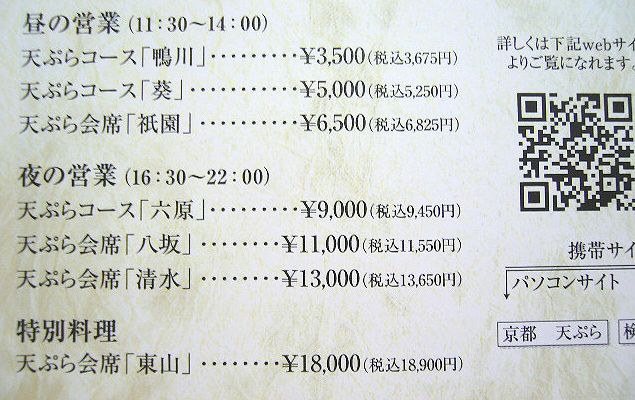 昼の営業(11:30〜14:00)
天ぷらコース「鴨川」·········¥3,500(税込3,675円)
天ぷらコース「葵」···········¥5,000(税込5,250円)
天ぷら会席「祇園」···········¥6,500(税込6,825円)
夜の営業(16:30〜22:00)
天ぷらコース「六原」·········¥9,000(税込9,450円)
天ぷら会席「八坂」·········¥11,000(税込11,550円)
天ぷら会席「清水」·········¥13,000(税込13,650円)
特別料理
天ぷら会席「東山」·········¥18,000(税込18,900円)
詳しくは下記webサイ
よりご覧になれます。
携帯サイ
パソコンサイト
京都 天ぷら
検